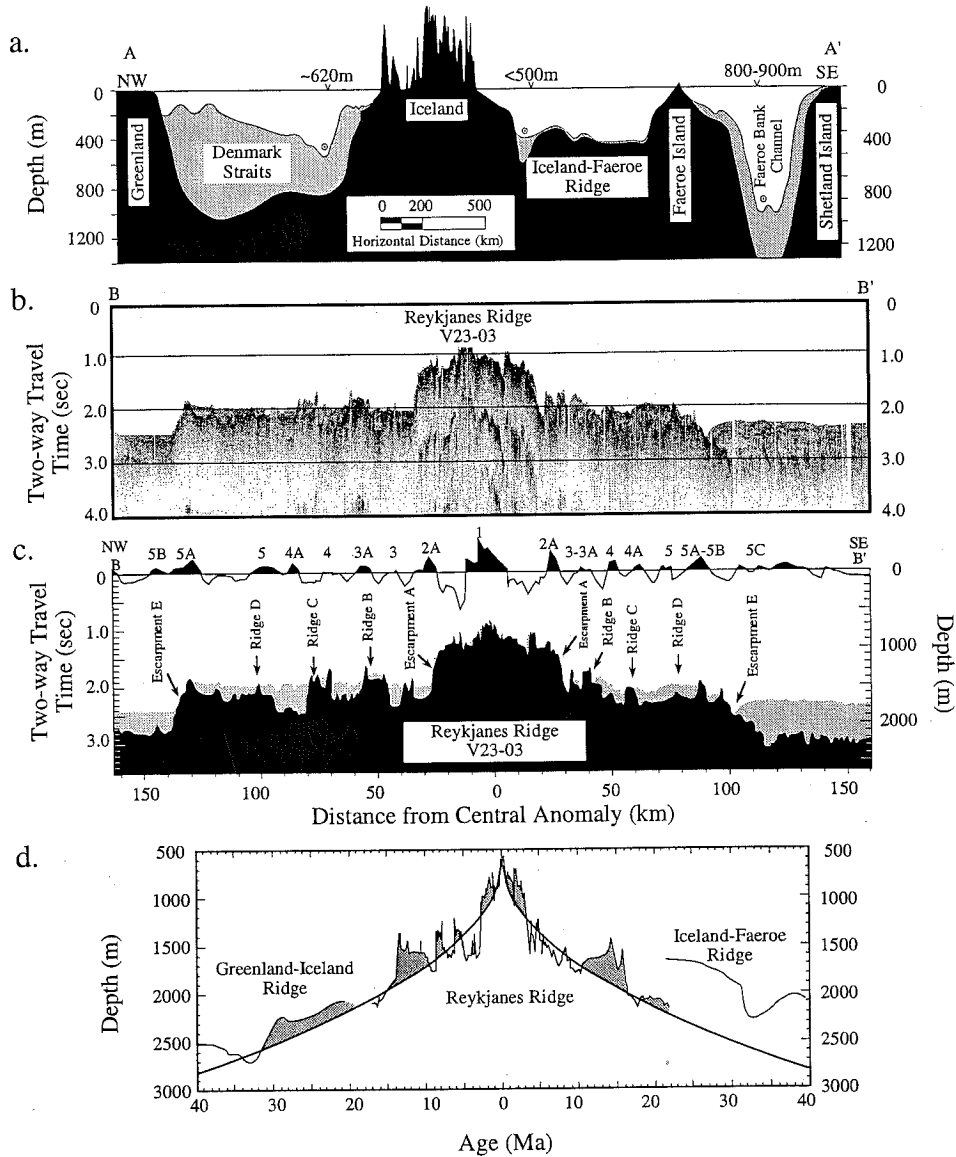 a.
A
NW
A'
SE
~620m
<500m
800-900m
0
400
800
1200
Depth (m)
0
400
800
1200
Greenland
Denmark
Straits
Iceland
Iceland-Faeroe
Ridge
Faeroe Island
Faeroe Bank
Channel
Shetland Island
0 200 500
Horizontal Distance (km)
b.
B
B'
Reykjanes Ridge
V23-03
0
1.0
2.0
3.0
4.0
Two-way Travel
Time (sec)
0
1.0
2.0
3.0
4.0
c.
NW
B
SE
B'
5B 5A 5 4A 4 3A 3 2A 1 2A 3-3A 4 4A 5 5A-5B 5C
0
1.0
2.0
3.0
Two-way Travel
Time (sec)
0
1000
2000
Depth (m)
Escarpment E
Ridge D
Ridge C
Ridge B
Escarpment A
Escarpment A
Ridge B
Ridge C
Ridge D
Escarpment E
Reykjanes Ridge
V23-03
150 100 50 0 50 100 150
Distance from Central Anomaly (km)
d.
500
1000
1500
2000
2500
3000
Depth (m)
500
1000
1500
2000
2500
3000
Greenland-Iceland
Ridge
Reykjanes Ridge
Iceland-Faeroe
Ridge
40 30 20 10 0 10 20 30 40
Age (Ma)